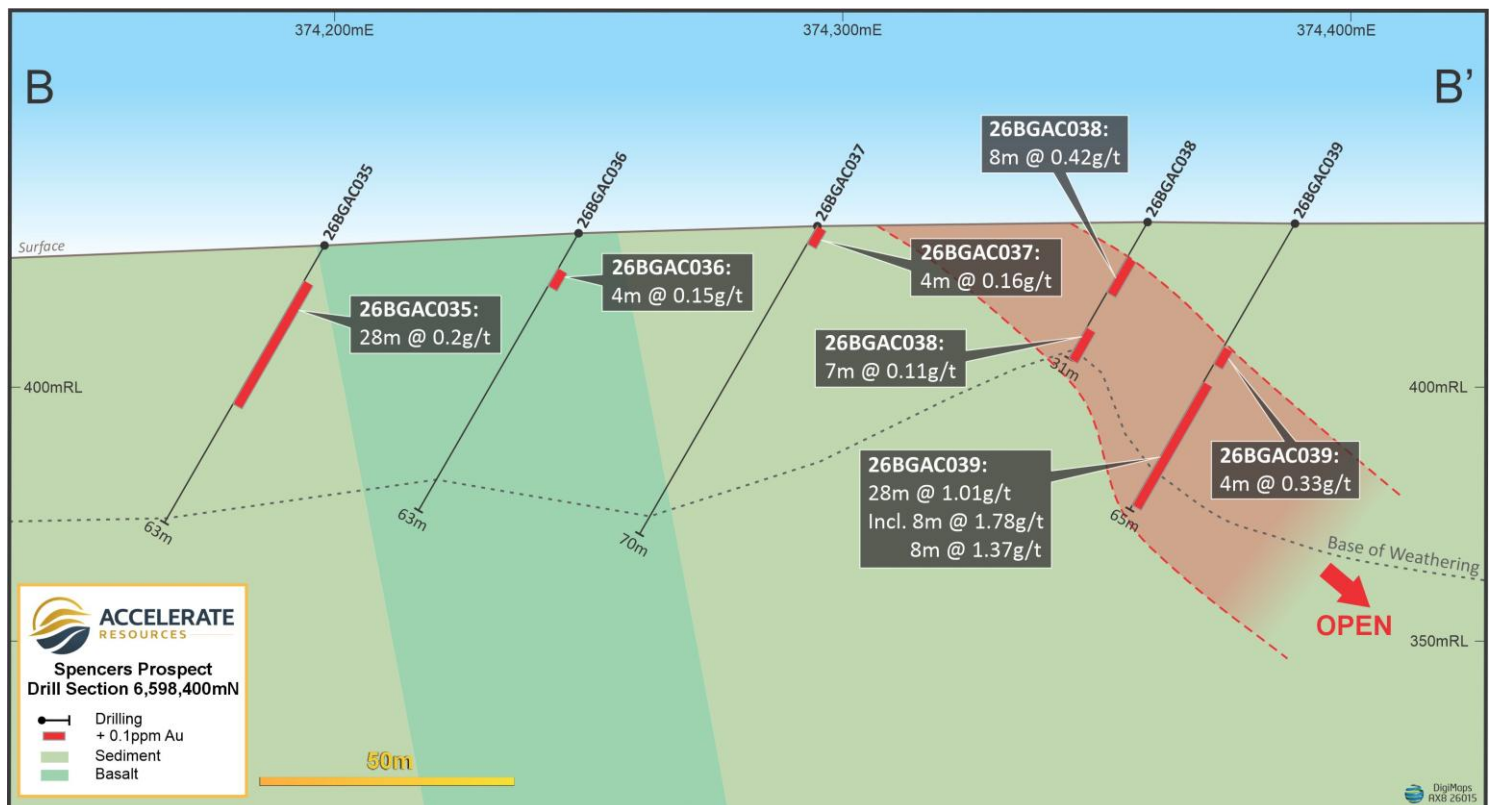 374,200mE
374,300mE
374,400mE
B
B’
26BGAC035
26BGAC036
26BGAC037
26BGAC038
26BGAC039
26BGAC038:
8m @ 0.42g/t
Surface
26BGAC035:
28m @ 0.2g/t
26BGAC036:
4m @ 0.15g/t
26BGAC037:
4m @ 0.16g/t
26BGAC038:
7m @ 0.11g/t
31m
400mRL
400mRL
26BGAC039:
28m @ 1.01g/t
Incl. 8m @ 1.78g/t
8m @ 1.37g/t
26BGAC039:
4m @ 0.33g/t
63m
63m
70m
65m
Base of Weathering
OPEN
350mRL
ACCELERATE
RESOURCES
Spencers Prospect
Drill Section 6,598,400mN
Drilling
+ 0.1ppm Au
Sediment
Basalt
50m
DigiMaps
AX8 26015